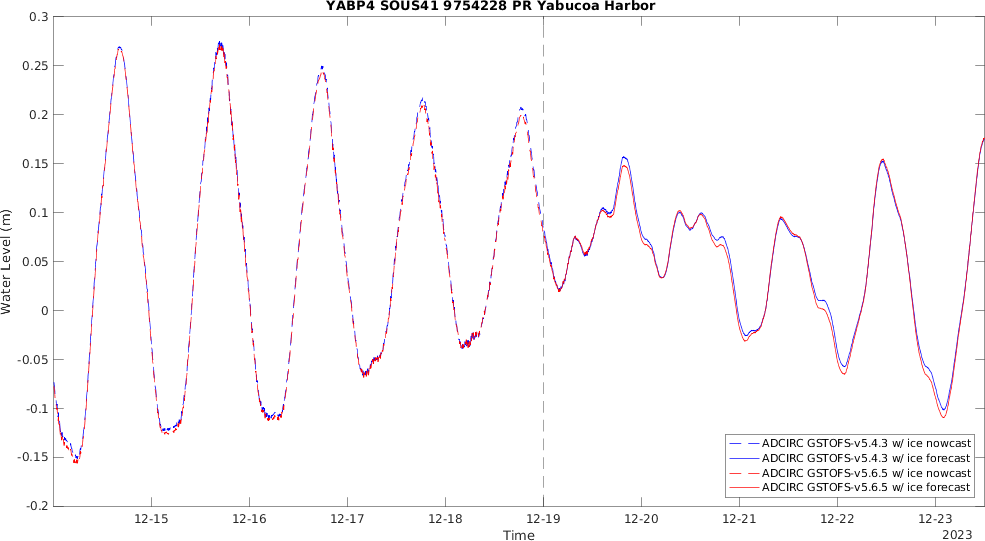 YABP4 SOUS41 9754228 PR Yabucoa Harbor
0.3
0.25
0.2
0.15
0.1
0.05
0
-0.05
-0.1
-0.15
-0.2
Water Level (m)
ADCIRC GSTOFS-v5.4.3 w/ ice nowcast
ADCIRC GSTOFS-v5.4.3 w/ ice forecast
ADCIRC GSTOFS-v5.6.5 w/ ice nowcast
ADCIRC GSTOFS-v5.6.5 w/ ice forecast
12-15 12-16 12-17 12-18 12-19 12-20 12-21 12-22 12-23
Time
2023